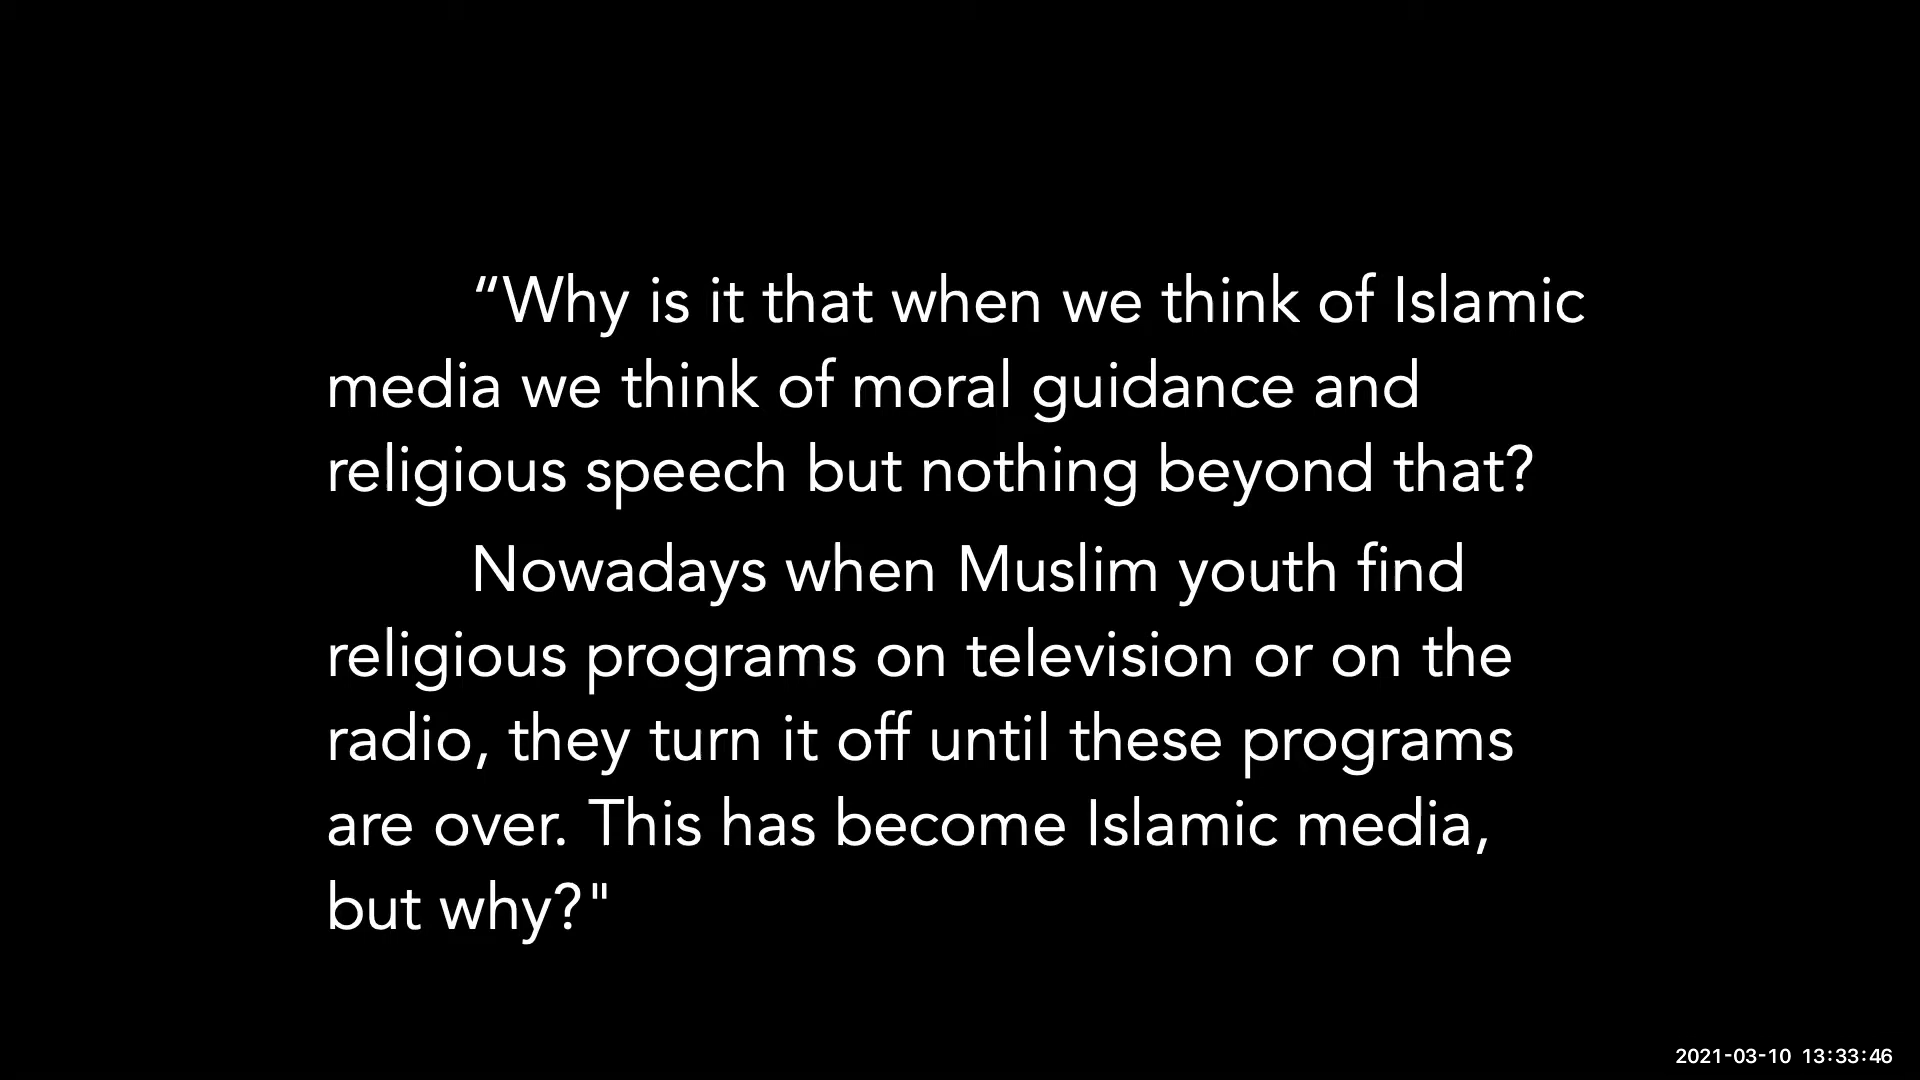 “Why is it that when we think of Islamic
media we think of moral guidance and
religious speech but nothing beyond that?
Nowadays when Muslim youth find
religious programs on television or on the
radio, they turn it off until these programs
are over. This has become Islamic media,
but why?"
2021-03-10 13:33:46